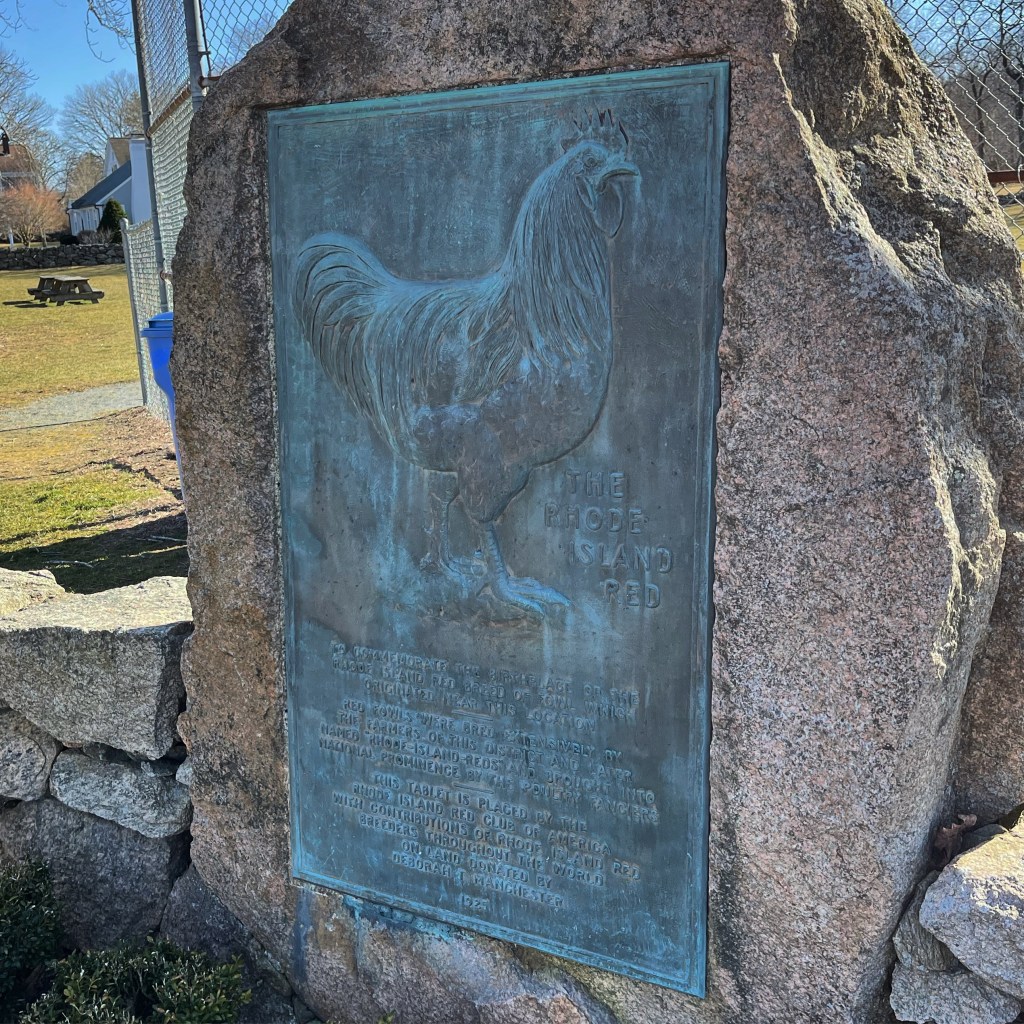 THE
RHODE
ISLAND
RED
TO COMMEMORATE THE BIRTHPLACE OF THE
RHODE ISLAND RED BREED OF FOWL WHICH
ORIGINATED NEAR THIS LOCATION
RED FOWLS WERE BRED EXTENSIVELY BY
THE FARMERS OF THIS DISTRICT AND LATER
NAMED "RHODE ISLAND REDS" AND BROUGHT INTO
NATIONAL PROMINENCE BY THE POULTRY FANCIERS
THIS TABLET IS PLACED BY THE
RHODE ISLAND RED CLUB OF AMERICA
WITH CONTRIBUTIONS OF RHODE ISLAND RED
BREEDERS THROUGHOUT THE WORLD
ON LAND DONATED BY
DEBORAH MANCHESTER